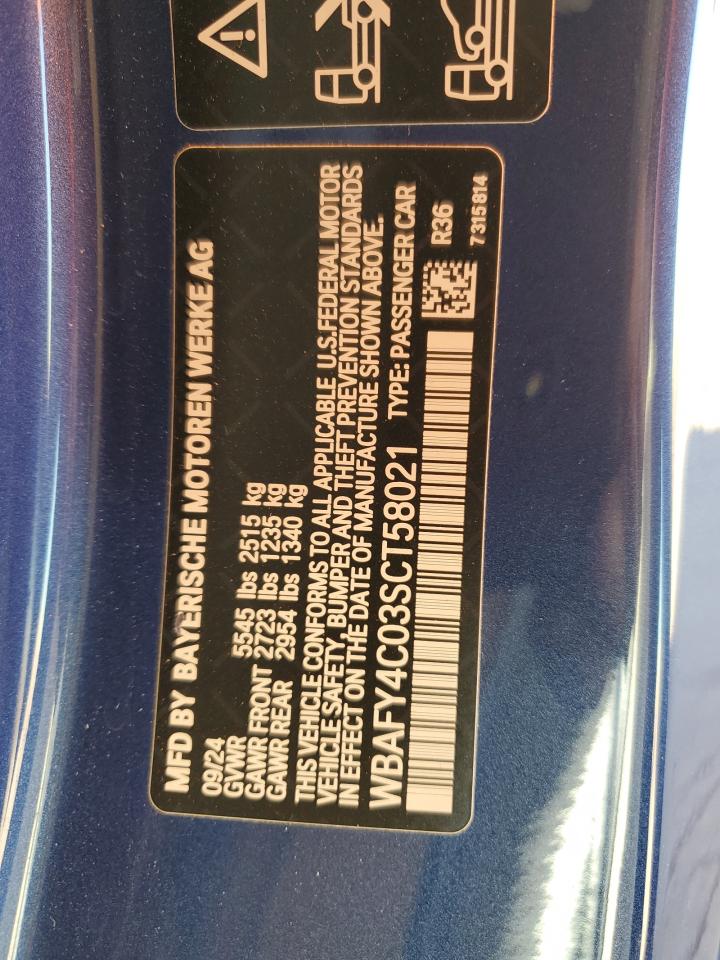 MFD BY BAYERISCHE MOTOREN WERKE AG
09/24
GVWR 5545 lbs 2515 kg
GAWR FRONT 2723 lbs 1235 kg
GAWR REAR 2954 lbs 1340 kg
THIS VEHICLE CONFORMS TO ALL APPLICABLE U.S.FEDERAL MOTOR
VEHICLE SAFETY, BUMPER AND THEFT PREVENTION STANDARDS
IN EFFECT ON THE DATE OF MANUFACTURE SHOWN ABOVE.
WBAFY4C03SCT58021 TYPE: PASSENGER CAR
R36
7315814